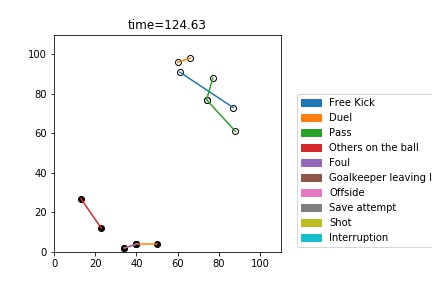 time=124.63
100
80
60
40
20
0
0 20 40 60 80 100
Free Kick
Duel
Pass
Others on the ball
Foul
Goalkeeper leaving l
Offside
Save attempt
Shot
Interruption